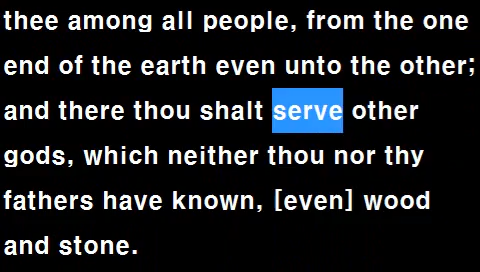 thee among all people, from the one
end of the earth even unto the other;
and there thou shalt serve other
gods, which neither thou nor thy
fathers have known, [even] wood
and stone.